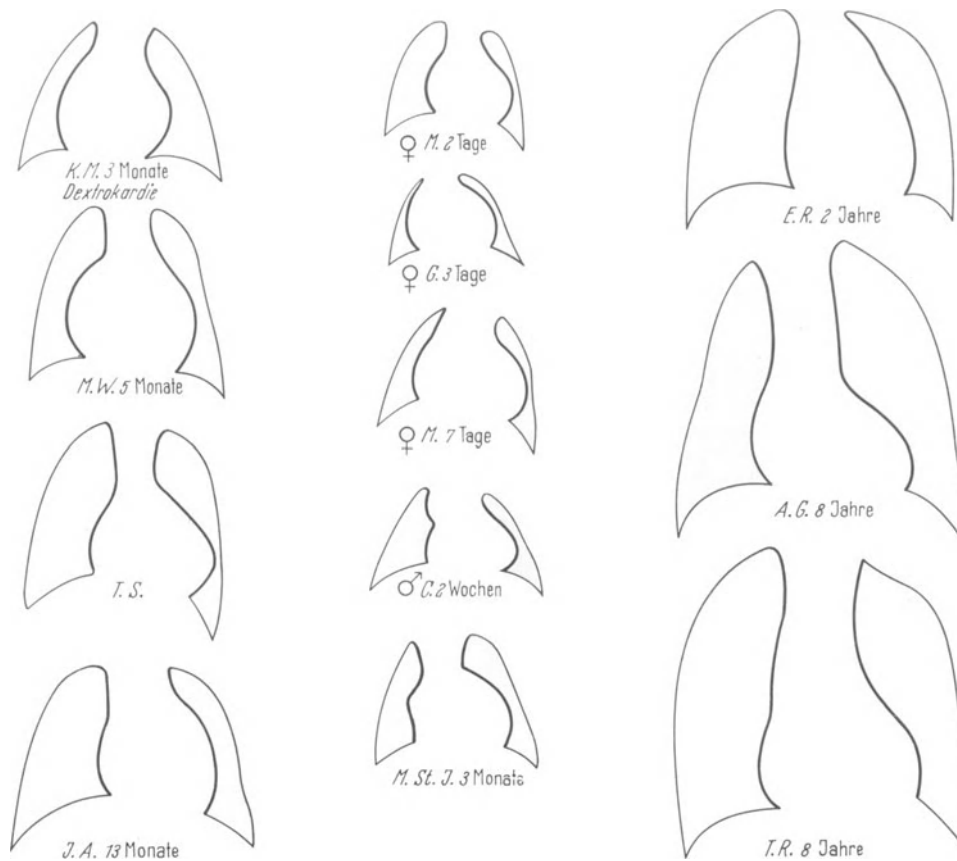 K.M. 3 Monate
Dextrokardie
M.W. 5 Monate
T.S.
J.A. 13 Monate
♀ M. 2 Tage
♀ G. 3 Tage
♀ M. 7 Tage
♂ C. 2 Wochen
M. St. J. 3 Monate
E.R. 2 Jahre
A.G. 8 Jahre
T.R. 8 Jahre